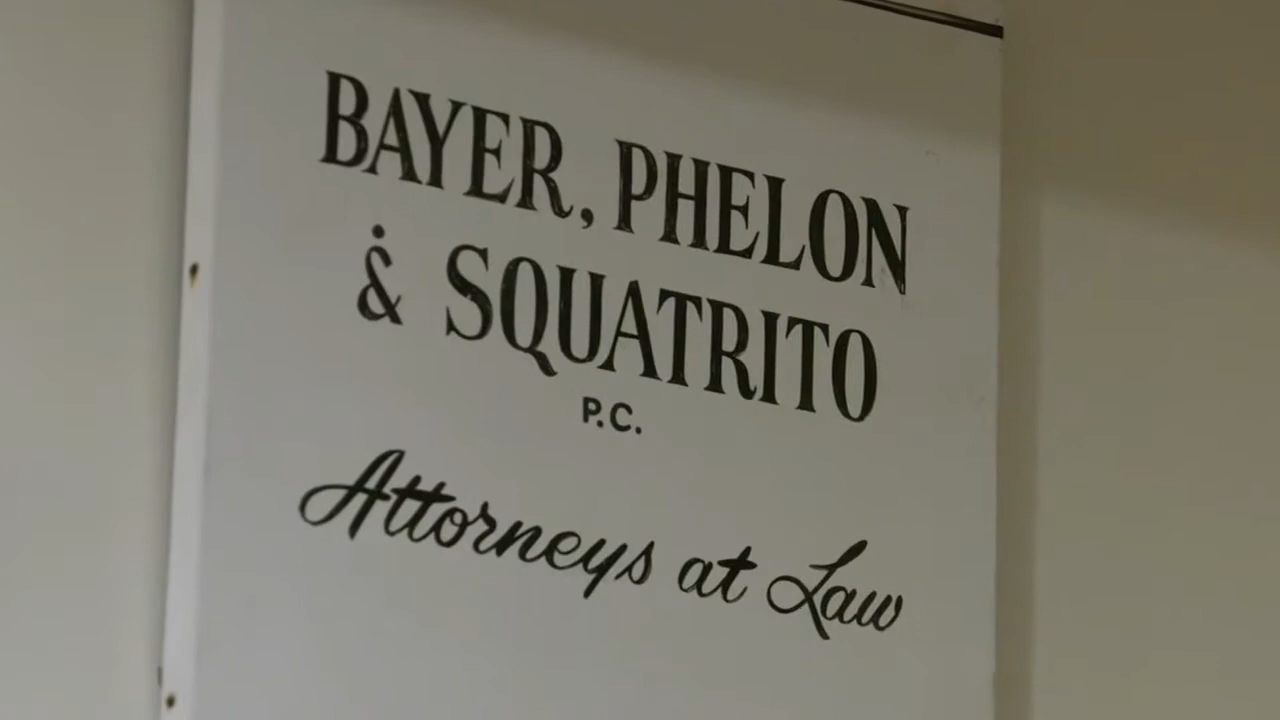 BAYER, PHELON
& SQUATRITO
P.C.
Attorneys at Law